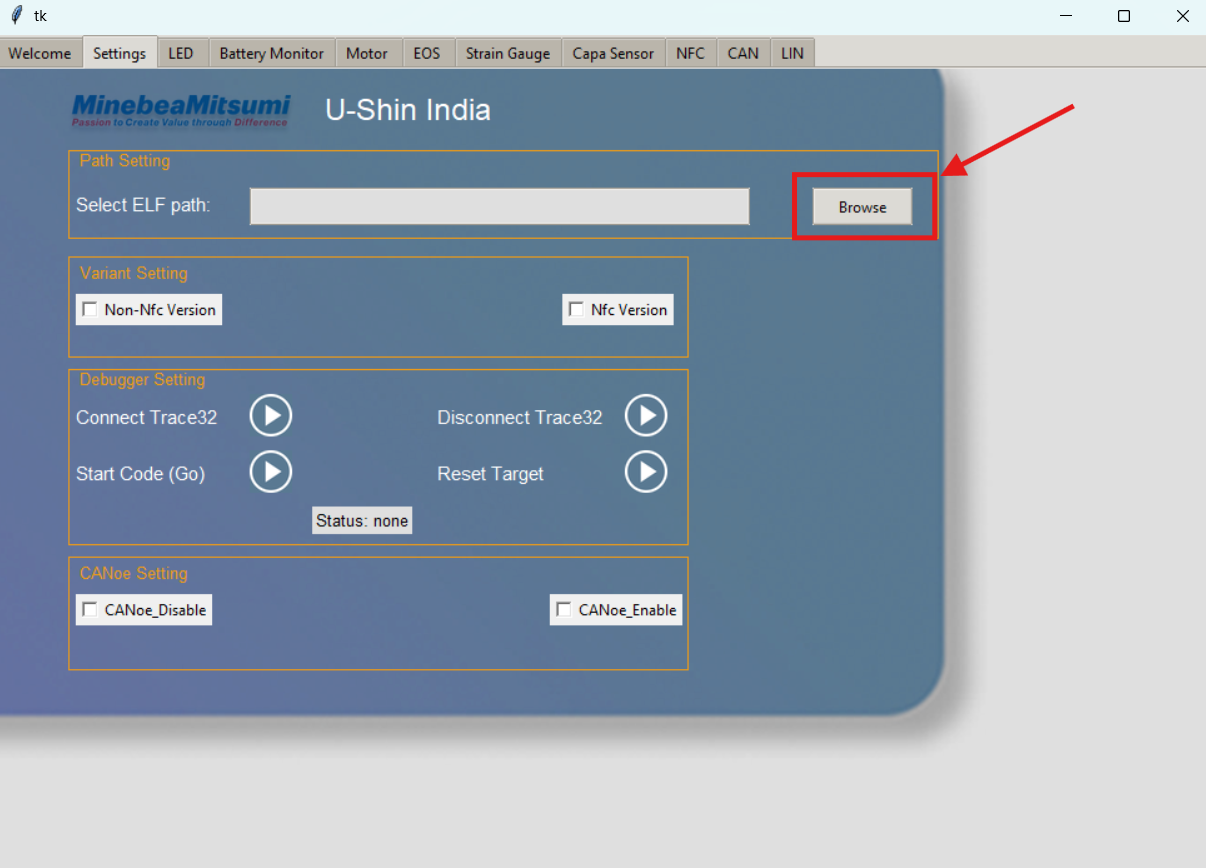 tk
Welcome Settings LED Battery Monitor Motor EOS Strain Gauge Capa Sensor NFC CAN LIN
MinebeaMitsumi
Passion to Create Value through Difference
U-Shin India
Path Setting
Select ELF path:
Browse
Variant Setting
Non-Nfc Version
Nfc Version
Debugger Setting
Connect Trace32
Disconnect Trace32
Start Code (Go)
Reset Target
Status: none
CANoe Setting
CANoe_Disable
CANoe_Enable